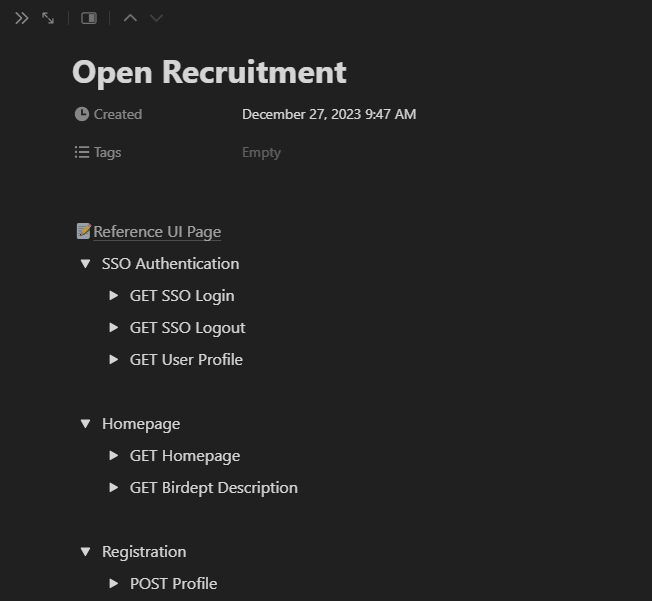 Open Recruitment
Created December 27, 2023 9:47 AM
Tags Empty
Reference UI Page
SSO Authentication
GET SSO Login
GET SSO Logout
GET User Profile
Homepage
GET Homepage
GET Birdept Description
Registration
POST Profile